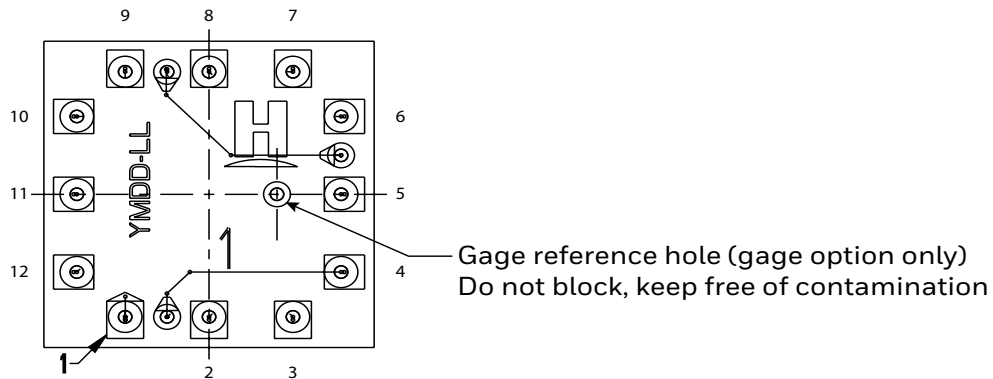 9 8 7
10 6
YMDD-LL
H
11 5
1
Gage reference hole (gage option only)
12 4
Do not block, keep free of contamination
1
2 3